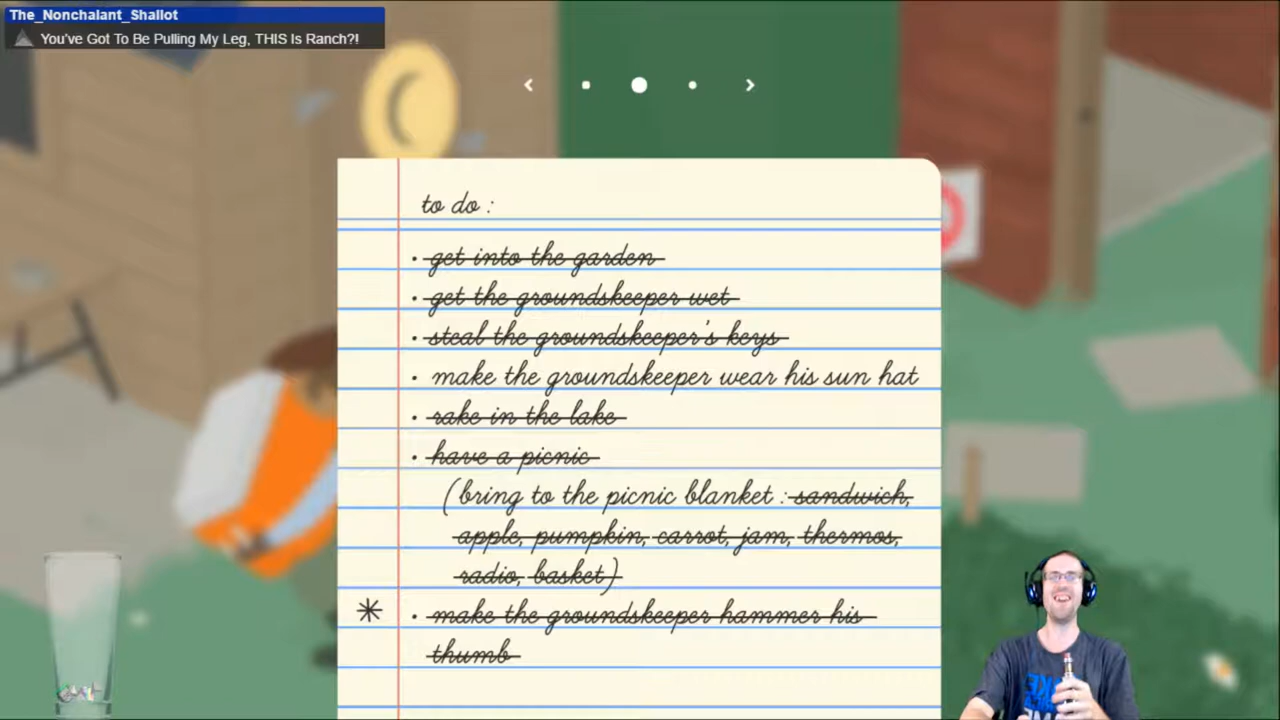 The_Nonchalant_Shallot
You've Got To Be Pulling My Leg, THIS Is Ranch?!
to do :
• get into the garden
• get the groundskeeper wet
• steal the groundskeeper's keys
• make the groundskeeper wear his sun hat
• rake in the lake
• have a picnic
(bring to the picnic blanket : sandwich,
apple, pumpkin, carrot, jam, thermos,
radio, basket)
* • make the groundskeeper hammer his
thumb